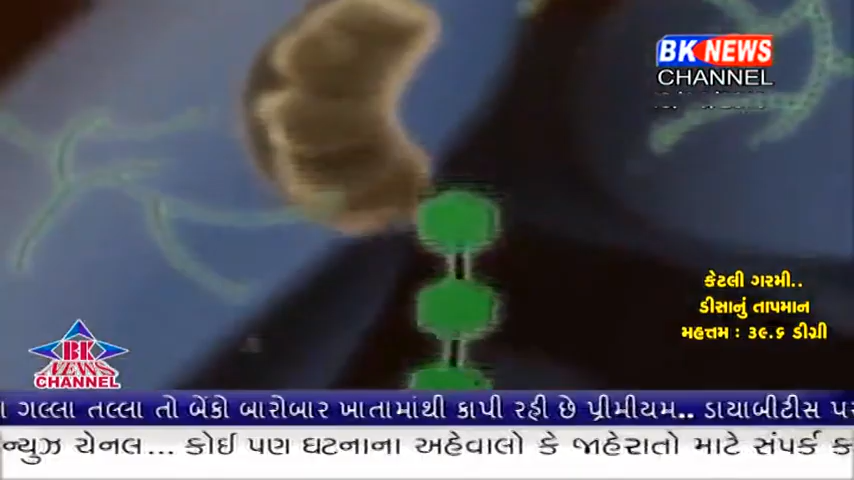 BK NEWS
CHANNEL
કેટલી ગરમી..
ડીસાનું તાપમાન
મહત્તમ : ૩૯.૬ ડીગ્રી
BK
NEWS
CHANNEL
ગલ્લા તલ્લા તો બેંકો બારોબાર ખાતામાંથી કાપી રહી છે પ્રીમીયમ.. ડાયાબીટીસ
ન્યુઝ ચેનલ... કોઈ પણ ઘટનાના અહેવાલો કે જાહેરાતો માટે સંપર્ક